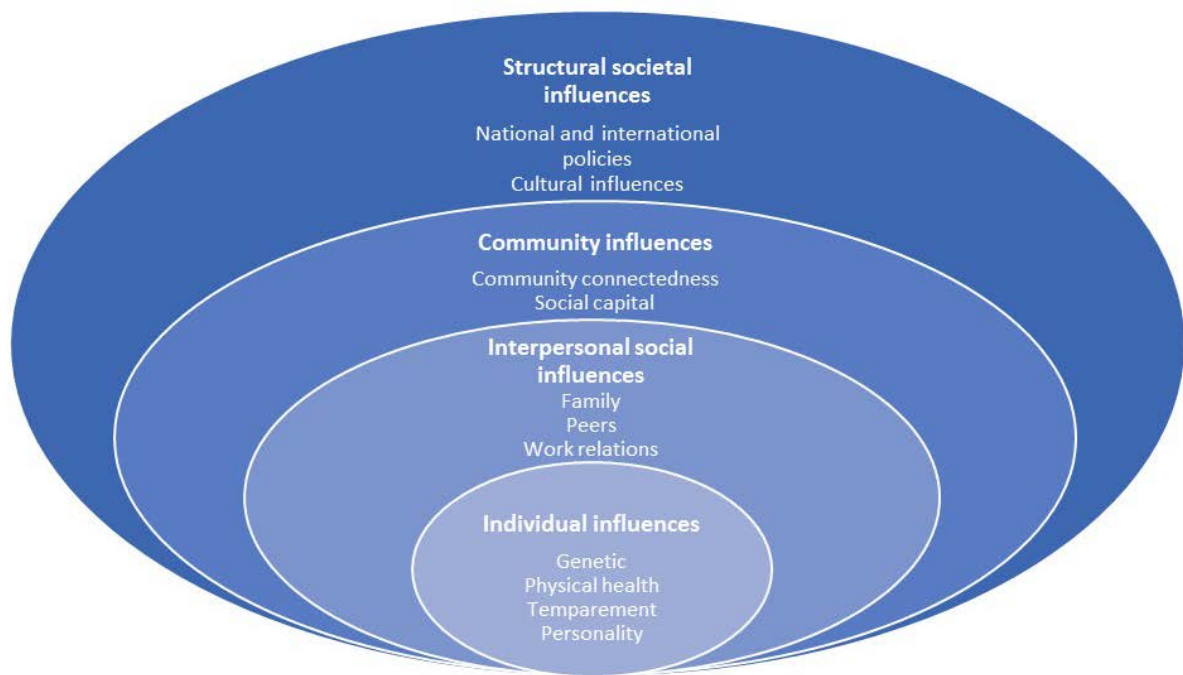 Structural societal
influences
National and international
policies
Cultural influences
Community influences
Community connectedness
Social capital
Interpersonal social
influences
Family
Peers
Work relations
Individual influences
Genetic
Physical health
Temparement
Personality